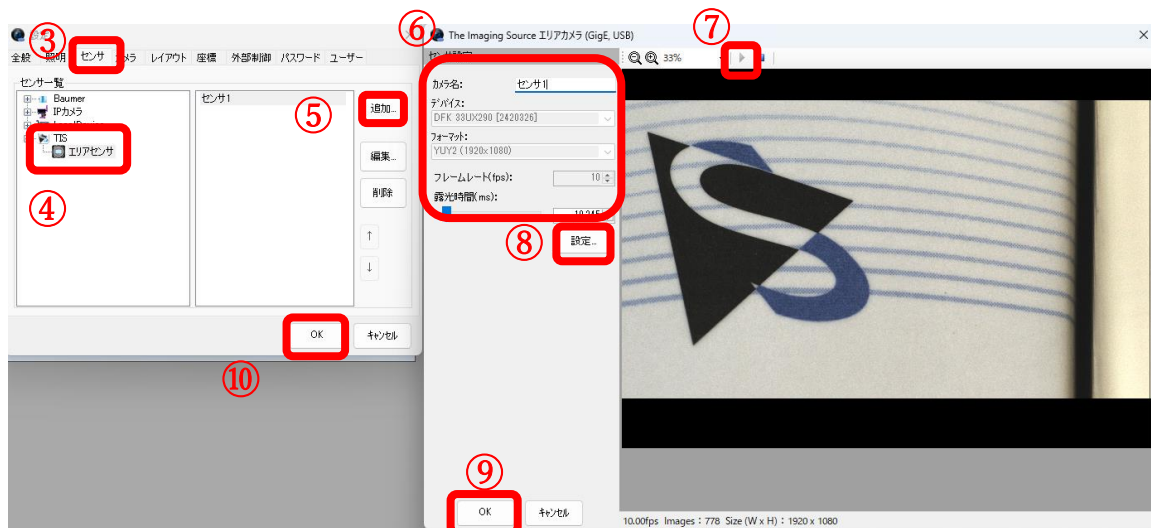 ③
設定
全般 照明 センサ カメラ レイアウト 座標 外部制御 パスワード ユーザー
センサ一覧
Baumer
IPカメラ
TIS
エリアセンサ
④
センサ1
⑤
追加...
編集...
削除
↑
↓
OK
キャンセル
⑩
⑥
The Imaging Source エリアカメラ (GigE, USB)
センサ設定
カメラ名:
センサ1
デバイス:
DFK 33UX290 [2420326]
フォーマット:
YUY2 (1920x1080)
フレームレート(fps):
10
露光時間(ms):
⑧
設定...
⑨
OK
キャンセル
⑦
33%
10.00fps Images：778 Size (W x H)：1920 x 1080